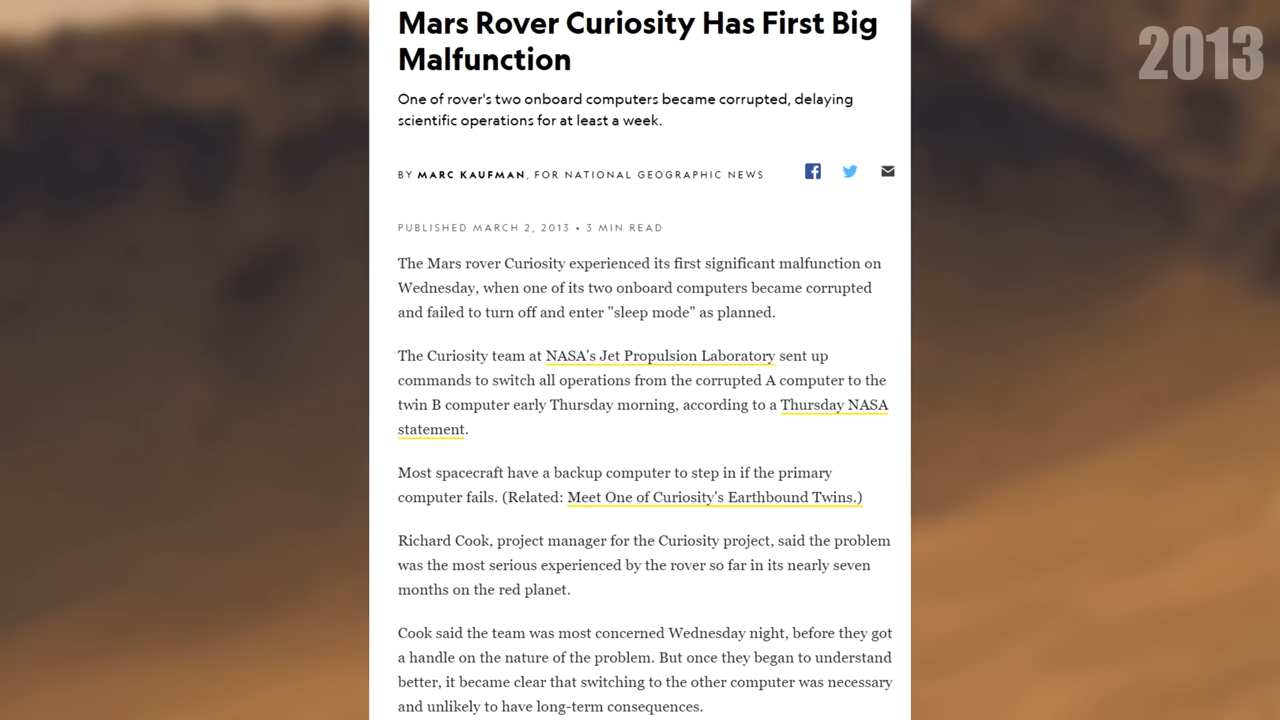 Mars Rover Curiosity Has First Big
Malfunction
2013
One of rover's two onboard computers became corrupted, delaying
scientific operations for at least a week.
BY MARC KAUFMAN, FOR NATIONAL GEOGRAPHIC NEWS
PUBLISHED MARCH 2, 2013 • 3 MIN READ
The Mars rover Curiosity experienced its first significant malfunction on
Wednesday, when one of its two onboard computers became corrupted
and failed to turn off and enter "sleep mode" as planned.
The Curiosity team at NASA's Jet Propulsion Laboratory sent up
commands to switch all operations from the corrupted A computer to the
twin B computer early Thursday morning, according to a Thursday NASA
statement.
Most spacecraft have a backup computer to step in if the primary
computer fails. (Related: Meet One of Curiosity's Earthbound Twins.)
Richard Cook, project manager for the Curiosity project, said the problem
was the most serious experienced by the rover so far in its nearly seven
months on the red planet.
Cook said the team was most concerned Wednesday night, before they got
a handle on the nature of the problem. But once they began to understand
better, it became clear that switching to the other computer was necessary
and unlikely to have long-term consequences.